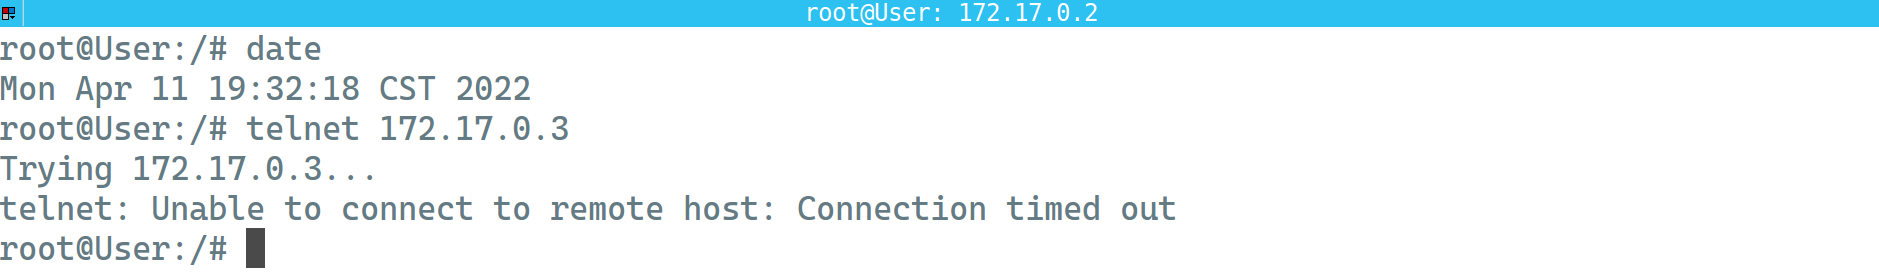 root@User: 172.17.0.2
root@User:/# date
Mon Apr 11 19:32:18 CST 2022
root@User:/# telnet 172.17.0.3
Trying 172.17.0.3...
telnet: Unable to connect to remote host: Connection timed out
root@User:/#